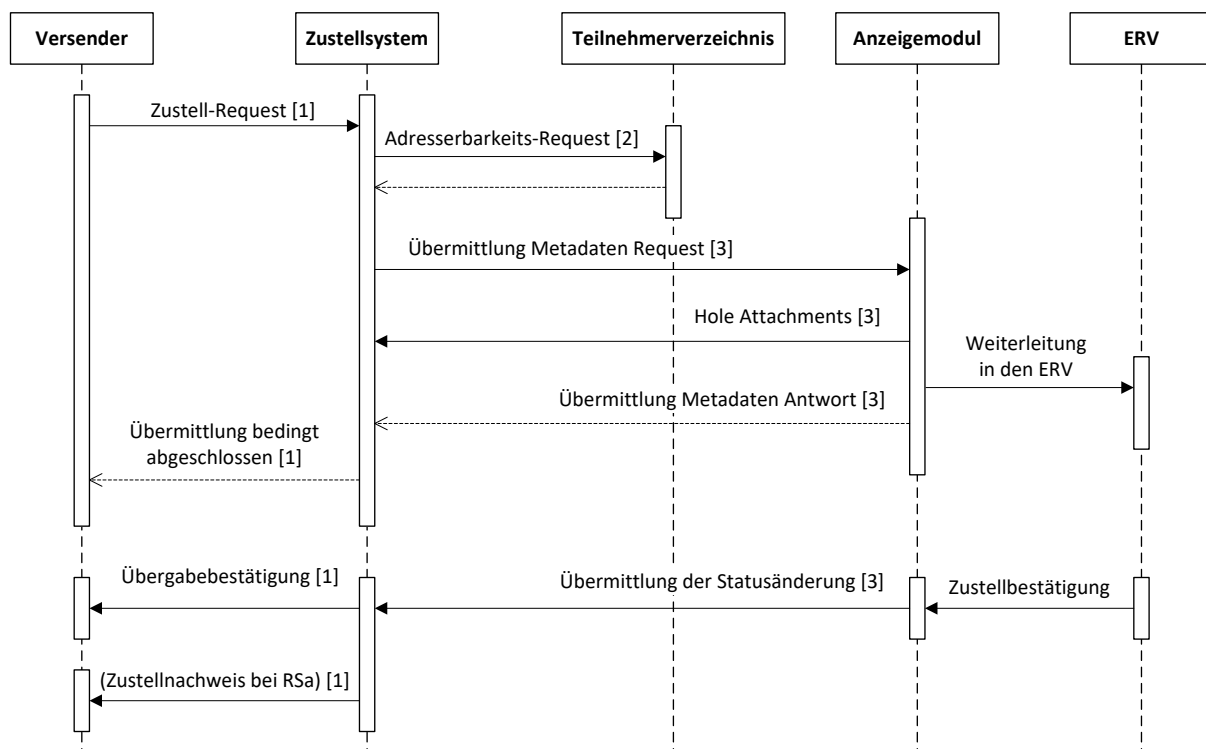 Versender
Zustellsystem
Teilnehmerverzeichnis
Anzeigemodul
ERV
Zustell-Request [1]
Adresserbarkeits-Request [2]
Übermittlung Metadaten Request [3]
Hole Attachments [3]
Weiterleitung
in den ERV
Übermittlung Metadaten Antwort [3]
Übermittlung bedingt
abgeschlossen [1]
Übergabebestätigung [1]
Übermittlung der Statusänderung [3]
Zustellbestätigung
(Zustellnachweis bei RSa) [1]